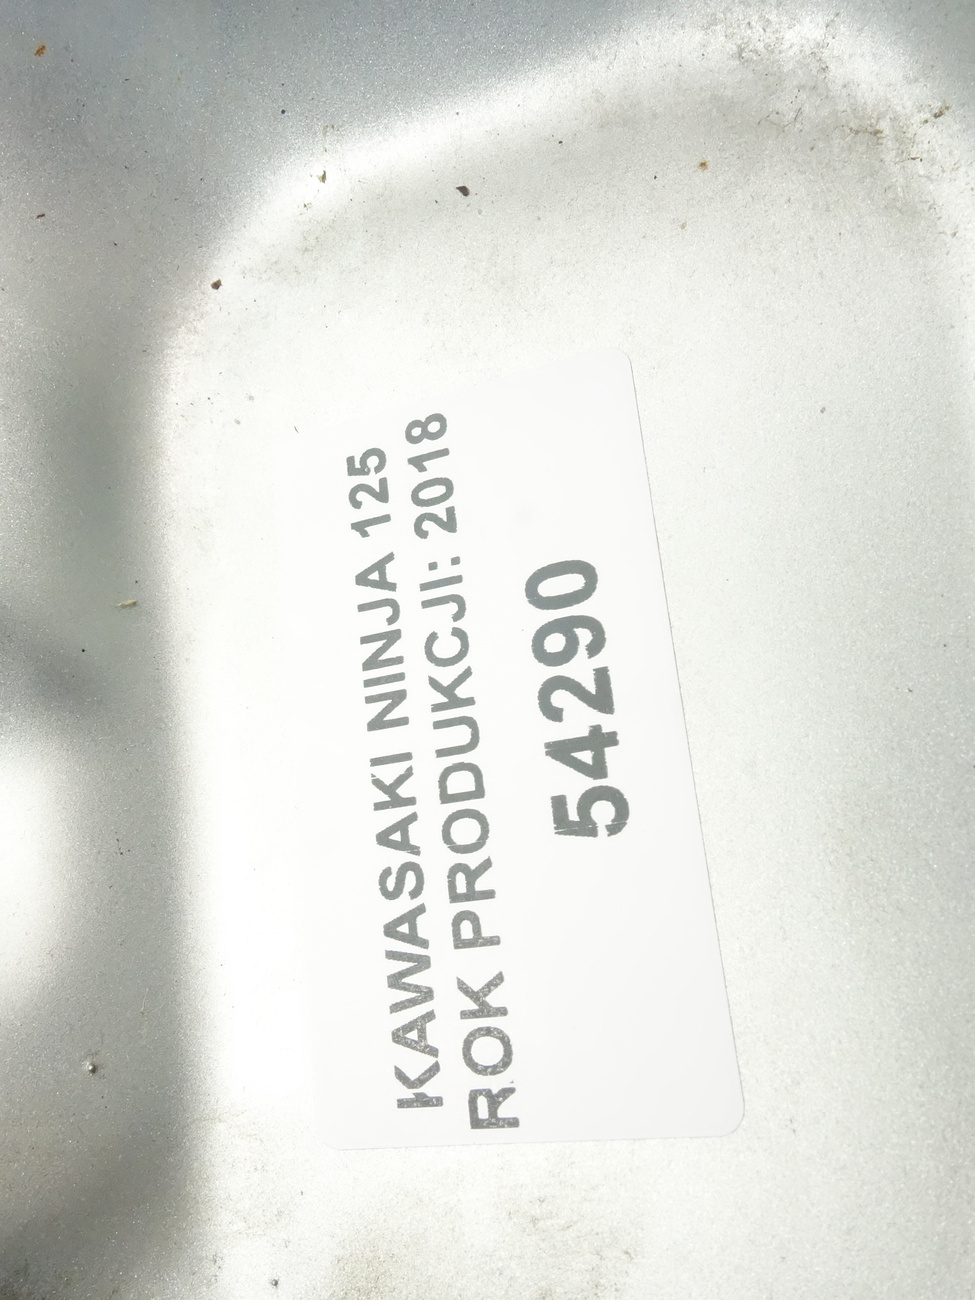 KAWASAKI NINJA 125
ROK PRODUKCJI: 2018
54290